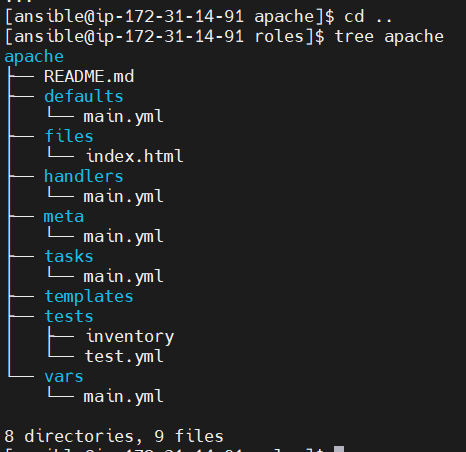 [ansible@ip-172-31-14-91 apache]$ cd ..
[ansible@ip-172-31-14-91 roles]$ tree apache
apache
├── README.md
├── defaults
│   └── main.yml
├── files
│   └── index.html
├── handlers
│   └── main.yml
├── meta
│   └── main.yml
├── tasks
│   └── main.yml
├── templates
├── tests
│   ├── inventory
│   └── test.yml
└── vars
    └── main.yml

8 directories, 9 files